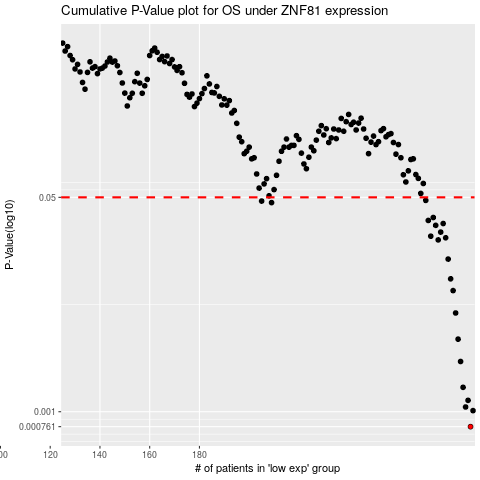 Cumulative P-Value plot for OS under ZNF81 expression
P-Value(log10)
0.05
0.001
0.000761
00 120 140 160 180
# of patients in 'low exp' group